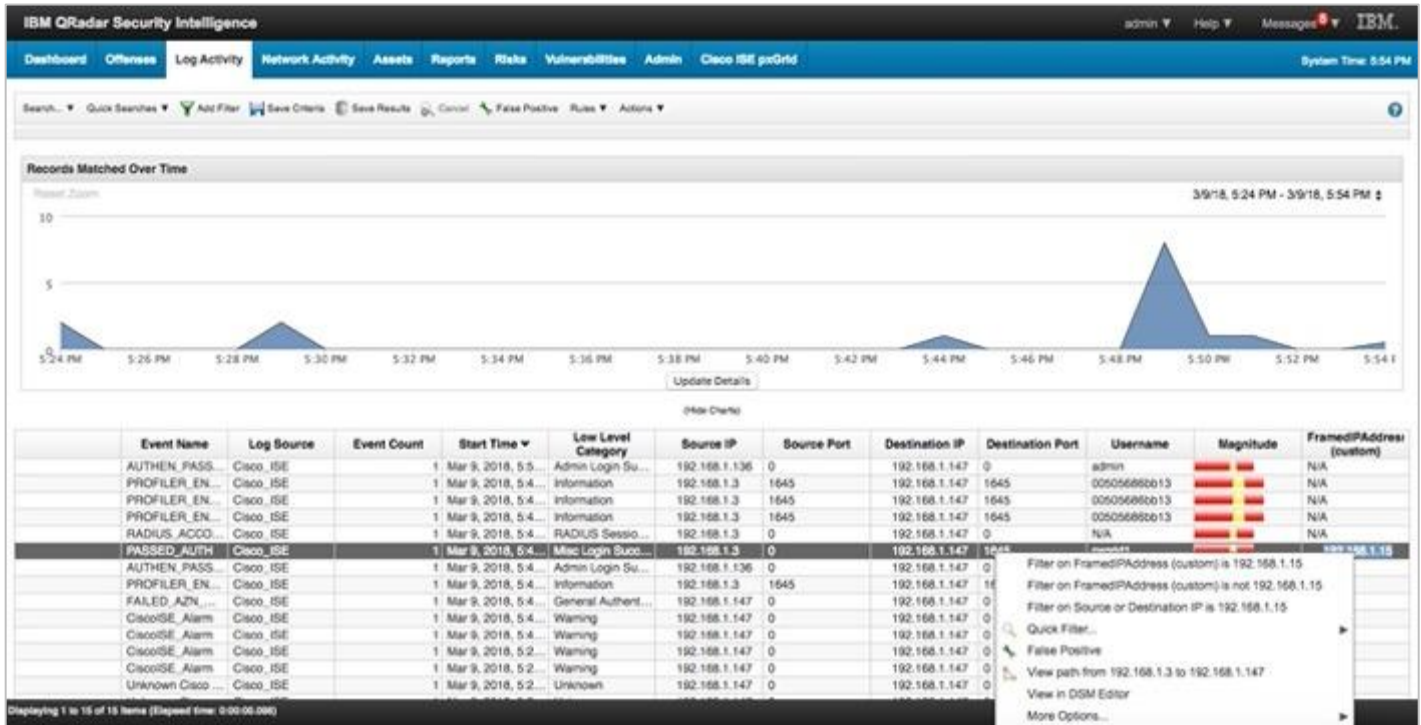 IBM QRadar Security Intelligence
admin ▼ Help ▼ Messages 8 ▼ IBM.
Dashboard Offenses Log Activity Network Activity Assets Reports Risks Vulnerabilities Admin Cisco ISE pxGrid System Time: 5:54 PM
Search... ▼ Quick Searches ▼ Add Filter Save Criteria Save Results Cancel False Positive Rules ▼ Actions ▼
Records Matched Over Time
Reset Zoom 3/9/18, 5:24 PM - 3/9/18, 5:54 PM
10
5
0
5:24 PM 5:26 PM 5:28 PM 5:30 PM 5:32 PM 5:34 PM 5:36 PM 5:38 PM 5:40 PM 5:42 PM 5:44 PM 5:46 PM 5:48 PM 5:50 PM 5:52 PM 5:54
Update Details
(Hide Charts)
Event Name Log Source Event Count Start Time ▼ Low Level Category Source IP Source Port Destination IP Destination Port Username Magnitude FramedIPAddress (custom)
AUTHEN_PASS... Cisco_ISE 1 Mar 9, 2018, 5:5... Admin Login Su... 192.168.1.136 0 192.168.1.147 0 admin N/A
PROFILER_EN... Cisco_ISE 1 Mar 9, 2018, 5:4... Information 192.168.1.3 1645 192.168.1.147 1645 00505686bb13 N/A
PROFILER_EN... Cisco_ISE 1 Mar 9, 2018, 5:4... Information 192.168.1.3 1645 192.168.1.147 1645 00505686bb13 N/A
RADIUS_ACCO... Cisco_ISE 1 Mar 9, 2018, 5:4... RADIUS Sessio... 192.168.1.3 0 192.168.1.147 0 N/A N/A
PASSED_AUTH Cisco_ISE 1 Mar 9, 2018, 5:4... Misc Login Succ... 192.168.1.3 0 192.168.1.147 1645 192.168.1.15
AUTHEN_PASS... Cisco_ISE 1 Mar 9, 2018, 5:4... Admin Login Su... 192.168.1.136 0 192.168.1.147 0
PROFILER_EN... Cisco_ISE 1 Mar 9, 2018, 5:4... Information 192.168.1.3 1645 192.168.1.147 16
FAILED_AZN_... Cisco_ISE 1 Mar 9, 2018, 5:4... General Authent... 192.168.1.147 0 192.168.1.147 0
CiscoISE_Alarm Cisco_ISE 1 Mar 9, 2018, 5:4... Warning 192.168.1.147 0 192.168.1.147 0
CiscoISE_Alarm Cisco_ISE 1 Mar 9, 2018, 5:4... Warning 192.168.1.147 0 192.168.1.147 0
CiscoISE_Alarm Cisco_ISE 1 Mar 9, 2018, 5:2... Warning 192.168.1.147 0 192.168.1.147 0
CiscoISE_Alarm Cisco_ISE 1 Mar 9, 2018, 5:2... Warning 192.168.1.147 0 192.168.1.147 0
Unknown Cisco ... Cisco_ISE 1 Mar 9, 2018, 5:2... Unknown 192.168.1.147 0 192.168.1.147 0
Filter on FramedIPAddress (custom) is 192.168.1.15
Filter on FramedIPAddress (custom) is not 192.168.1.15
Filter on Source or Destination IP is 192.168.1.15
Quick Filter...
False Positive
View path from 192.168.1.3 to 192.168.1.147
View in DSM Editor
More Options...
Displaying 1 to 15 of 15 items (Elapsed time: 0:00:00.098)